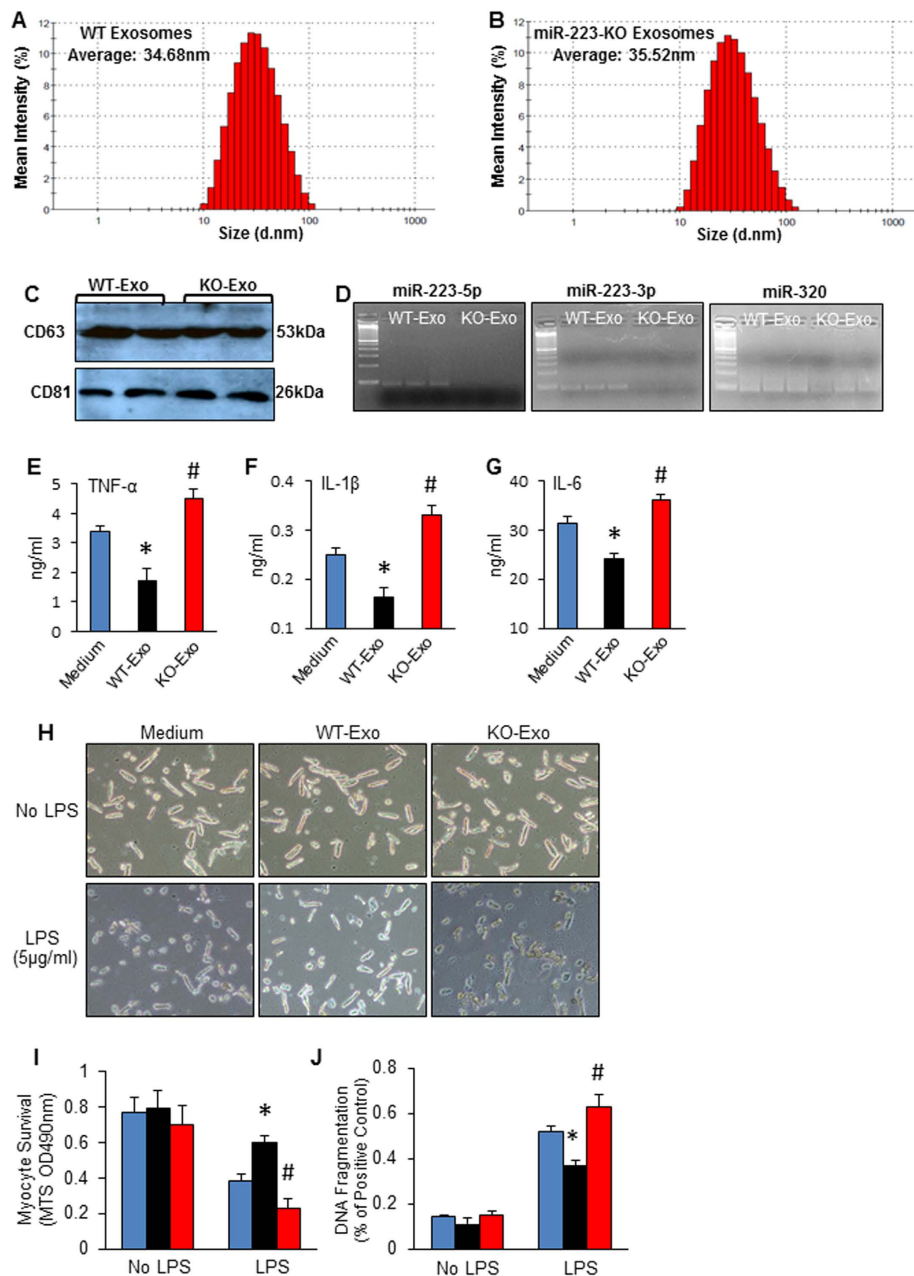 A
WT Exosomes
Average: 34.68nm
12
10
8
6
4
2
0
Mean Intensity (%)
1
10
100
1000
Size (d.nm)
B
miR-223-KO Exosomes
Average: 35.52nm
12
10
8
6
4
2
0
Mean Intensity (%)
1
10
100
1000
Size (d.nm)
C
WT-Exo KO-Exo
CD63 53kDa
CD81 26kDa
D
miR-223-5p miR-223-3p miR-320
WT-Exo KO-Exo WT-Exo KO-Exo WT-Exo KO-Exo
E
TNF-α
ng/ml
5
4
3
2
1
0
*
#
Medium
WT-Exo
KO-Exo
F
IL-1β
ng/ml
0.4
0.3
0.2
0.1
*
#
Medium
WT-Exo
KO-Exo
G
IL-6
ng/ml
40
30
20
10
*
#
Medium
WT-Exo
KO-Exo
H
Medium WT-Exo KO-Exo
No LPS
LPS
(5μg/ml)
I
Myocyte Survival
(MTS OD490nm)
1
0.8
0.6
0.4
0.2
0
*
#
No LPS LPS
J
DNA Fragmentation
(% of Positive Control)
0.8
0.6
0.4
0.2
0
*
#
No LPS LPS